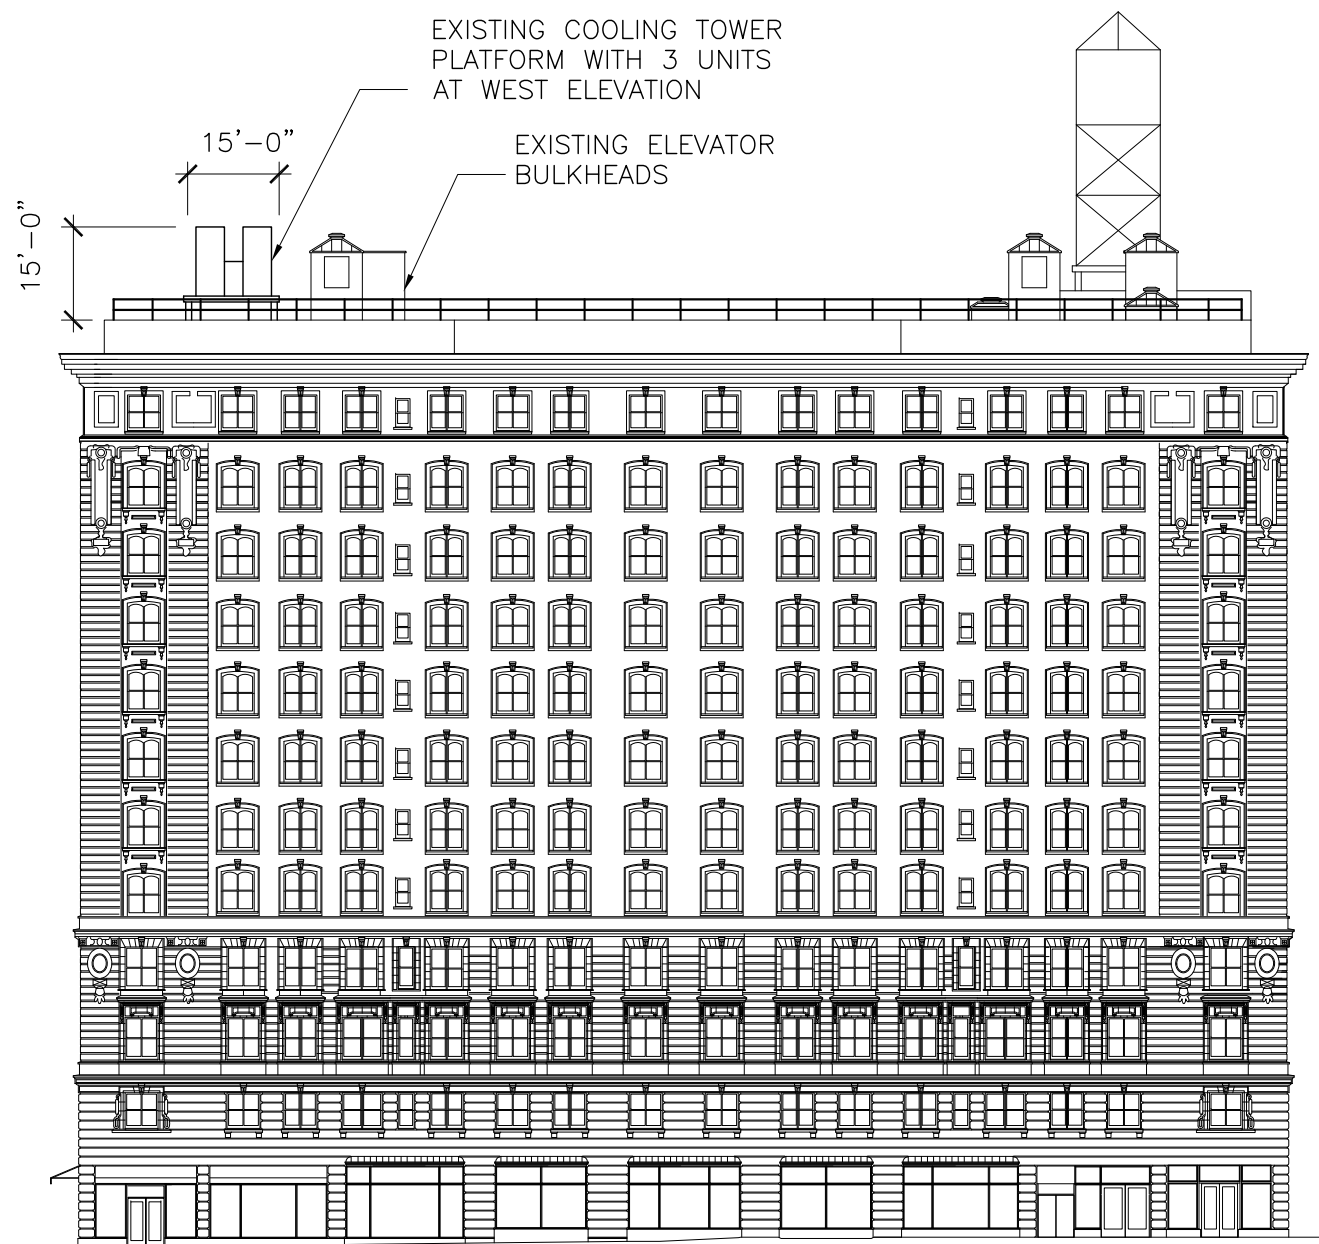 EXISTING COOLING TOWER
PLATFORM WITH 3 UNITS
AT WEST ELEVATION
15'-0"
EXISTING ELEVATOR
BULKHEADS
15'-0"